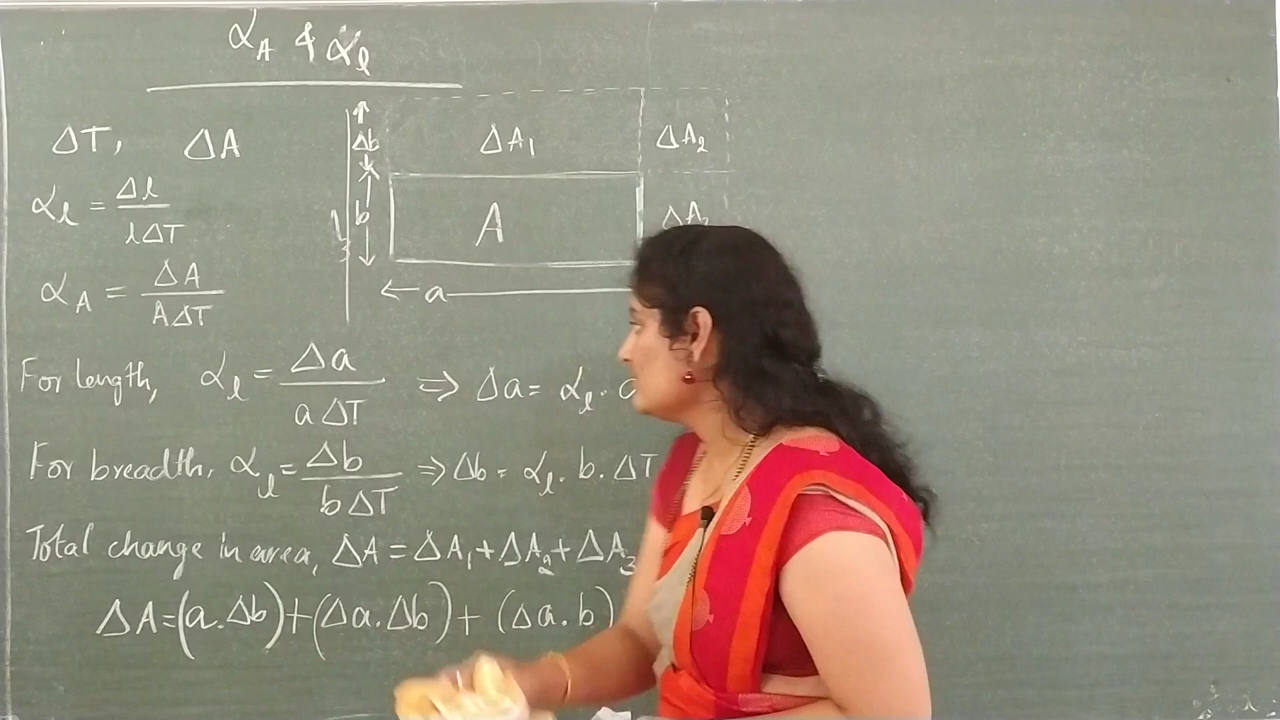 α_A & α_l
ΔT, ΔA
α_l = Δl / lΔT
α_A = ΔA / AΔT
Δb
b
ΔA₁
ΔA₂
A
← a
For length, α_l = Δa / aΔT ⇒ Δa = α_l .
For breadth, α_l = Δb / bΔT ⇒ Δb = α_l . b . ΔT
Total change in area, ΔA = ΔA₁ + ΔA₂ + ΔA₃
ΔA = (a . Δb) + (Δa . Δb) + (Δa . b)